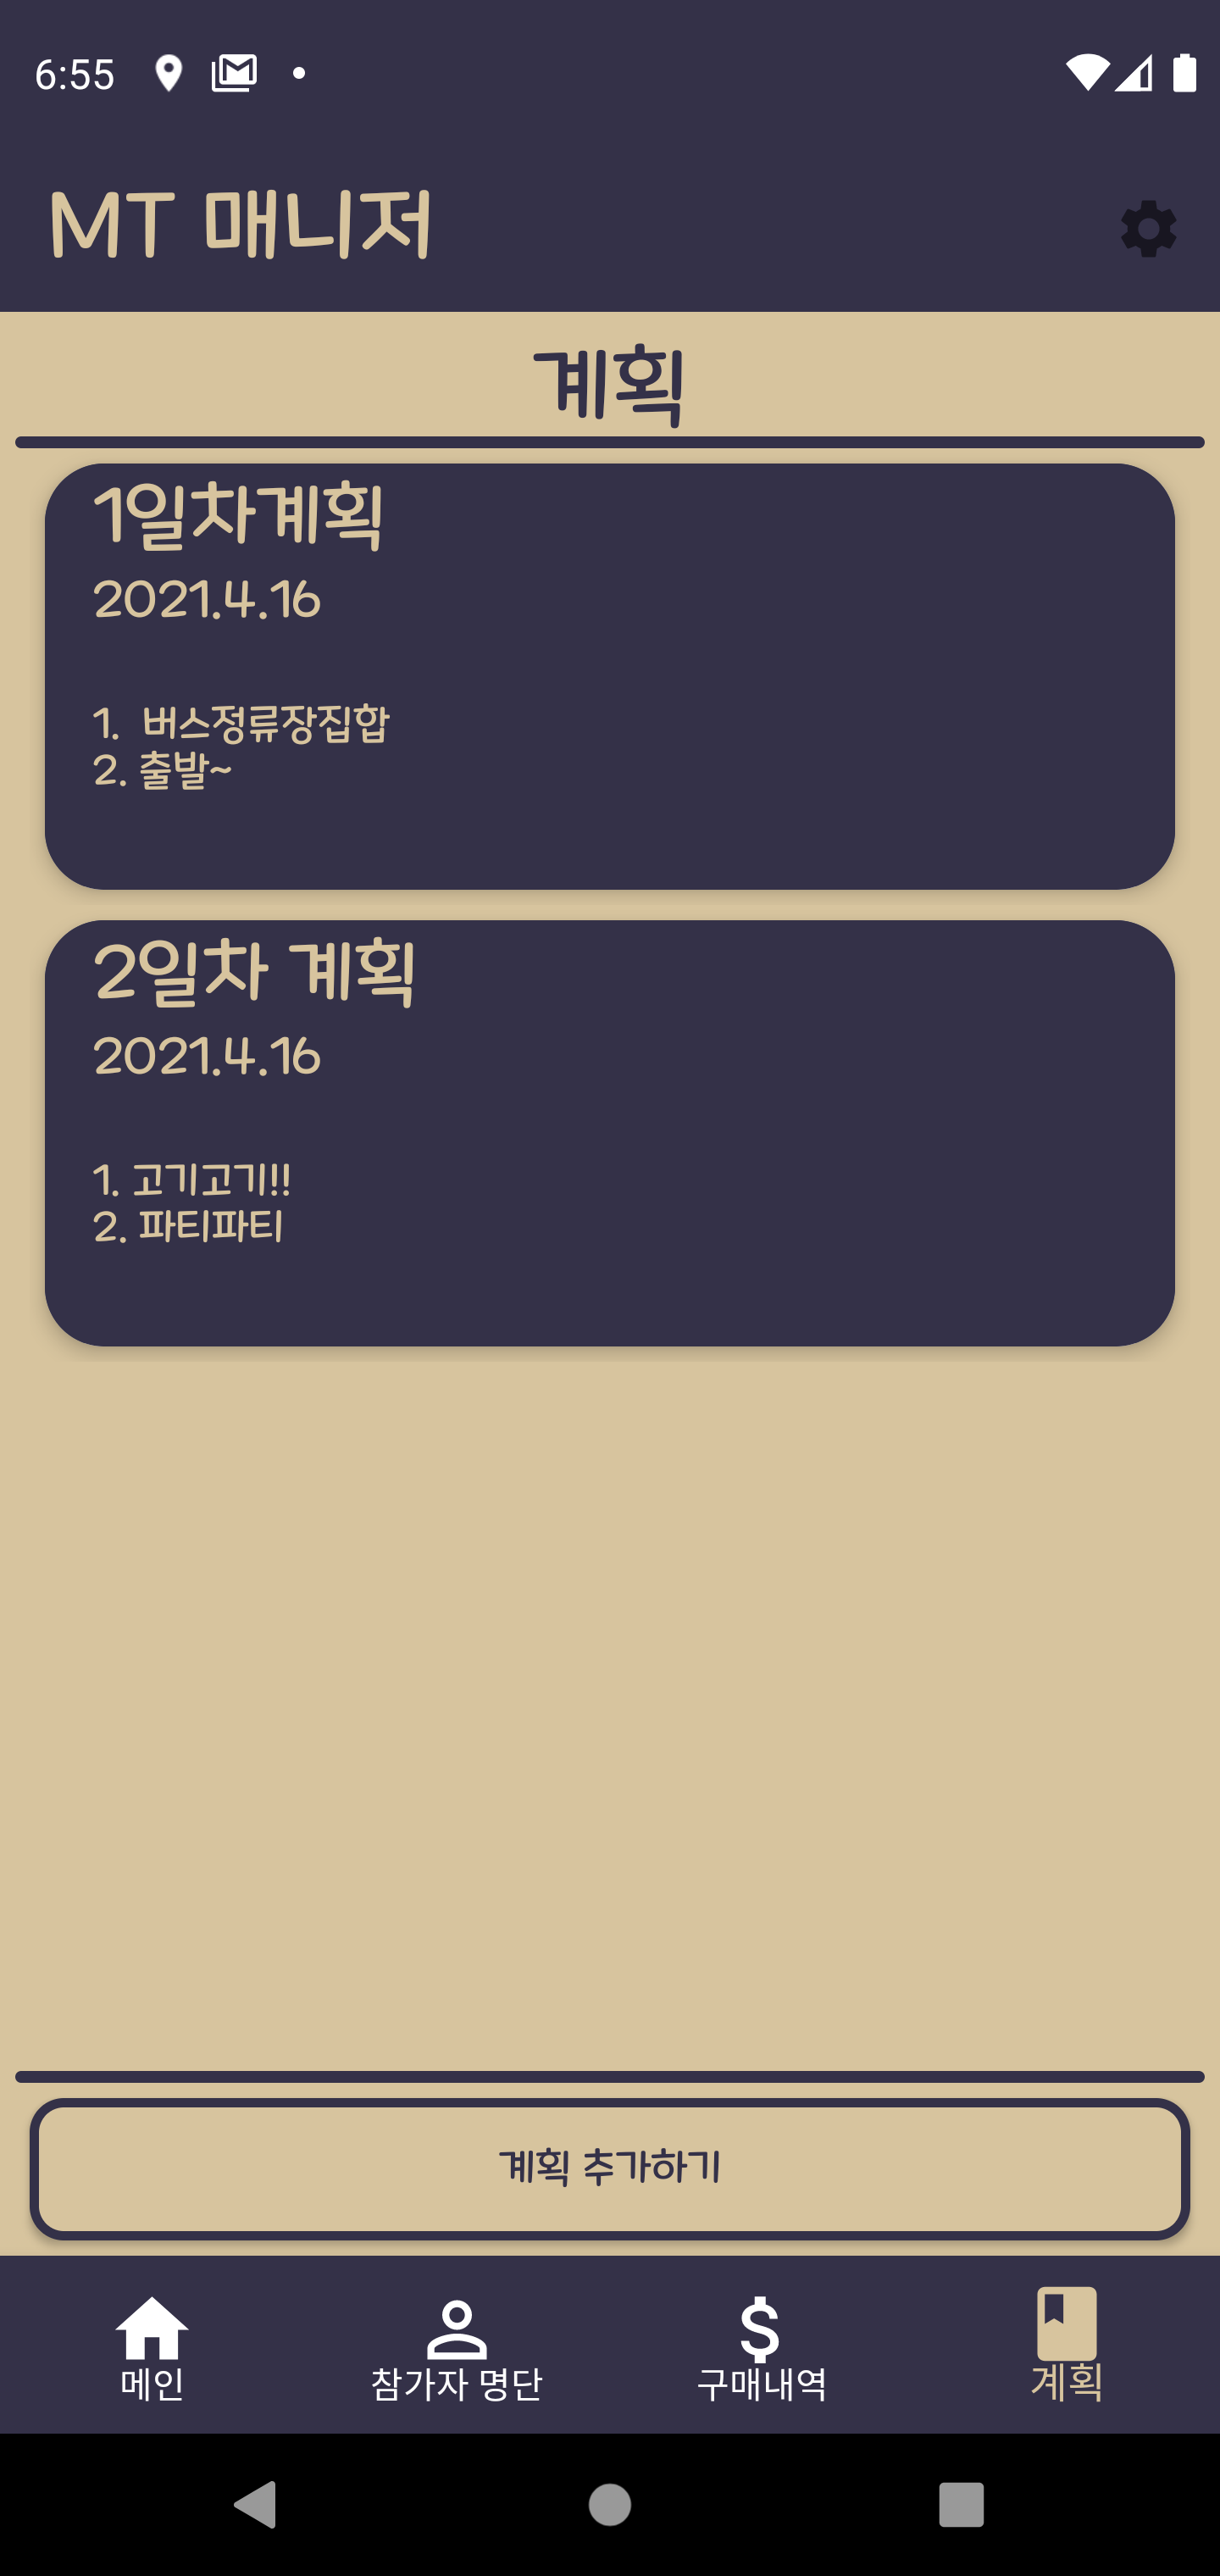 6:55
MT 매니저
계획
1일차계획
2021.4.16
1.  버스정류장집합
2. 출발~
2일차 계획
2021.4.16
1. 고기고기!!
2. 파티파티
계획 추가하기
메인
참가자 명단
구매내역
계획